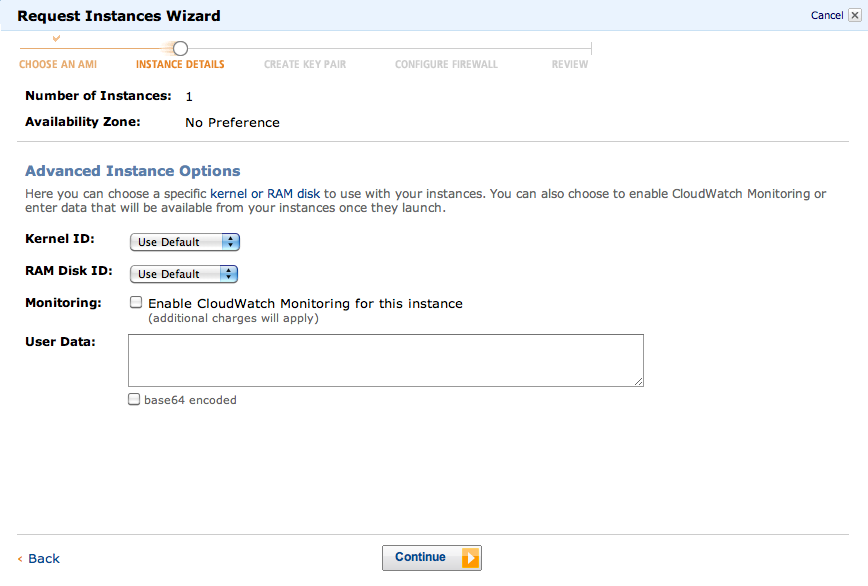 Request Instances Wizard
Cancel
CHOOSE AN AMI INSTANCE DETAILS CREATE KEY PAIR CONFIGURE FIREWALL REVIEW
Number of Instances: 1
Availability Zone: No Preference
Advanced Instance Options
Here you can choose a specific kernel or RAM disk to use with your instances. You can also choose to enable CloudWatch Monitoring or
enter data that will be available from your instances once they launch.
Kernel ID: Use Default
RAM Disk ID: Use Default
Monitoring: Enable CloudWatch Monitoring for this instance
(additional charges will apply)
User Data:
base64 encoded
Back Continue